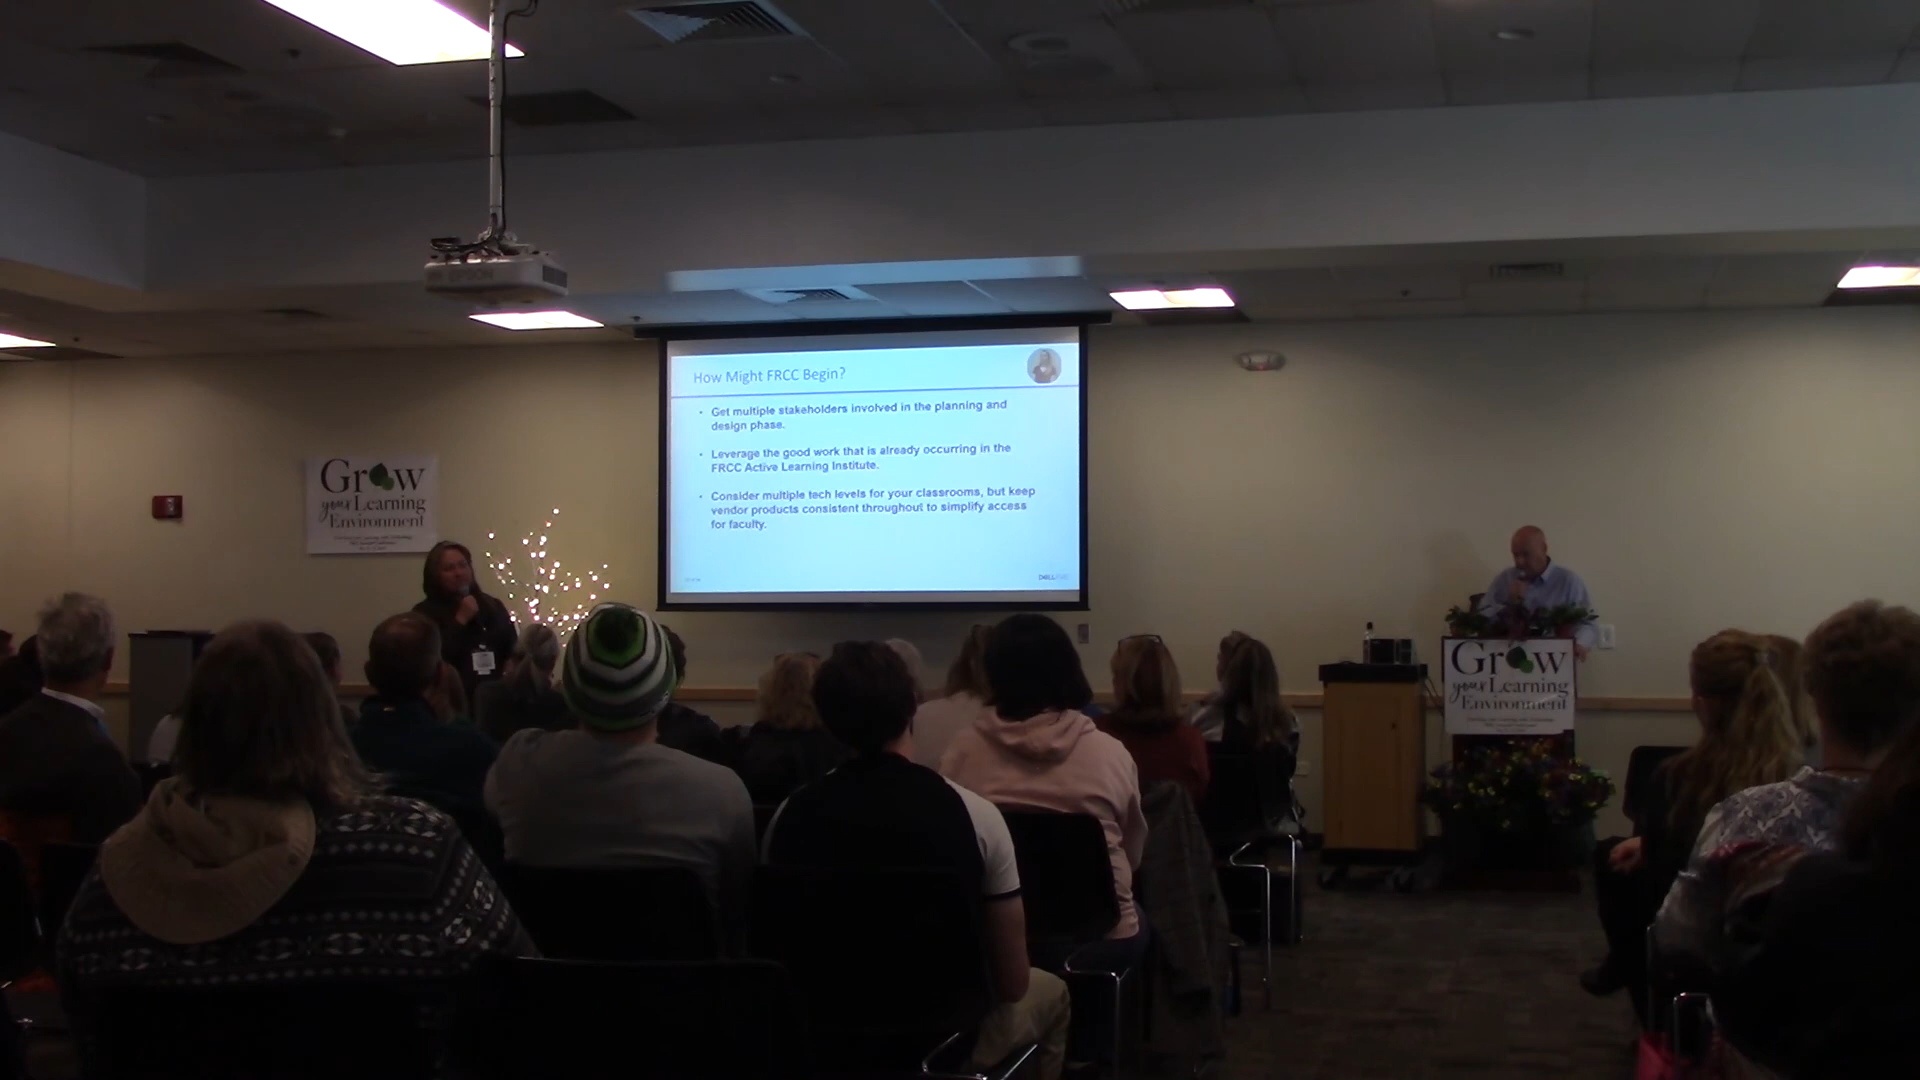 EPSON
How Might FRCC Begin?
• Get multiple stakeholders involved in the planning and
design phase.
• Leverage the good work that is already occurring in the
FRCC Active Learning Institute.
• Consider multiple tech levels for your classrooms, but keep
vendor products consistent throughout to simplify access
for faculty.
DELL
Grow
your Learning
Environment
Grow
your Learning
Environment